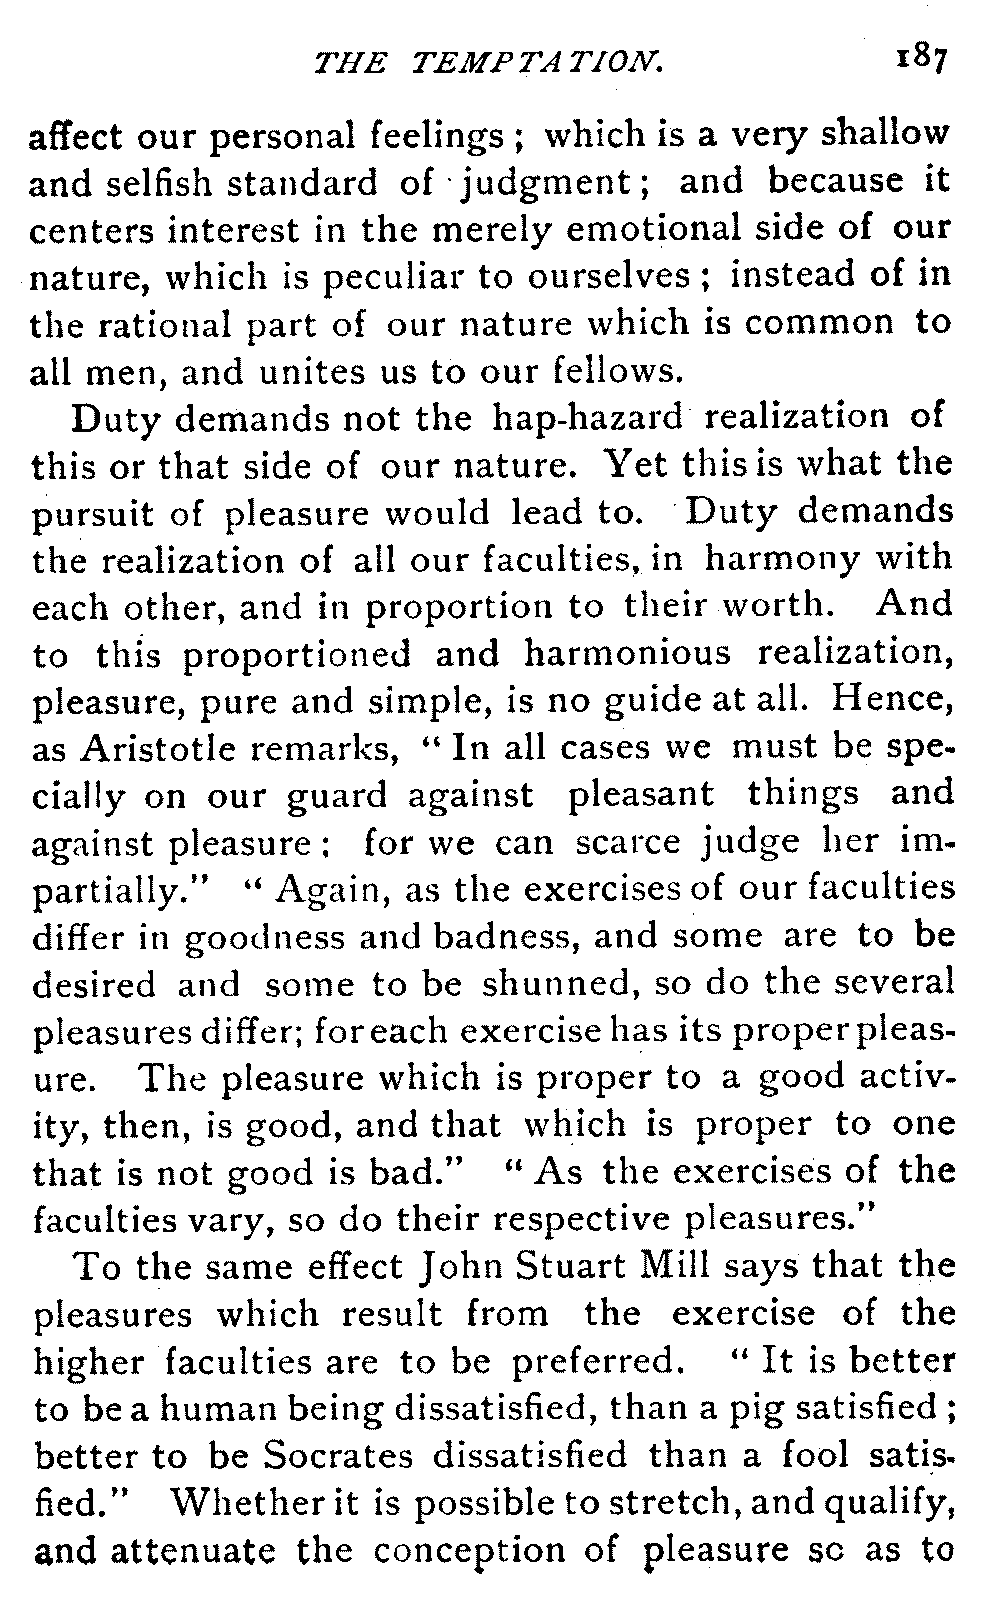 THE TEMPTATION. 187
affect our personal feelings ; which is a very shallow
and selfish standard of judgment ; and because it
centers interest in the merely emotional side of our
nature, which is peculiar to ourselves ; instead of in
the rational part of our nature which is common to
all men, and unites us to our fellows.
Duty demands not the hap-hazard realization of
this or that side of our nature. Yet this is what the
pursuit of pleasure would lead to. Duty demands
the realization of all our faculties, in harmony with
each other, and in proportion to their worth. And
to this proportioned and harmonious realization,
pleasure, pure and simple, is no guide at all. Hence,
as Aristotle remarks, “ In all cases we must be spe-
cially on our guard against pleasant things and
against pleasure ; for we can scarce judge her im-
partially.” “ Again, as the exercises of our faculties
differ in goodness and badness, and some are to be
desired and some to be shunned, so do the several
pleasures differ; for each exercise has its proper pleas-
ure. The pleasure which is proper to a good activ-
ity, then, is good, and that which is proper to one
that is not good is bad.” “ As the exercises of the
faculties vary, so do their respective pleasures.”
To the same effect John Stuart Mill says that the
pleasures which result from the exercise of the
higher faculties are to be preferred. “ It is better
to be a human being dissatisfied, than a pig satisfied ;
better to be Socrates dissatisfied than a fool satis-
fied.” Whether it is possible to stretch, and qualify,
and attenuate the conception of pleasure so as to